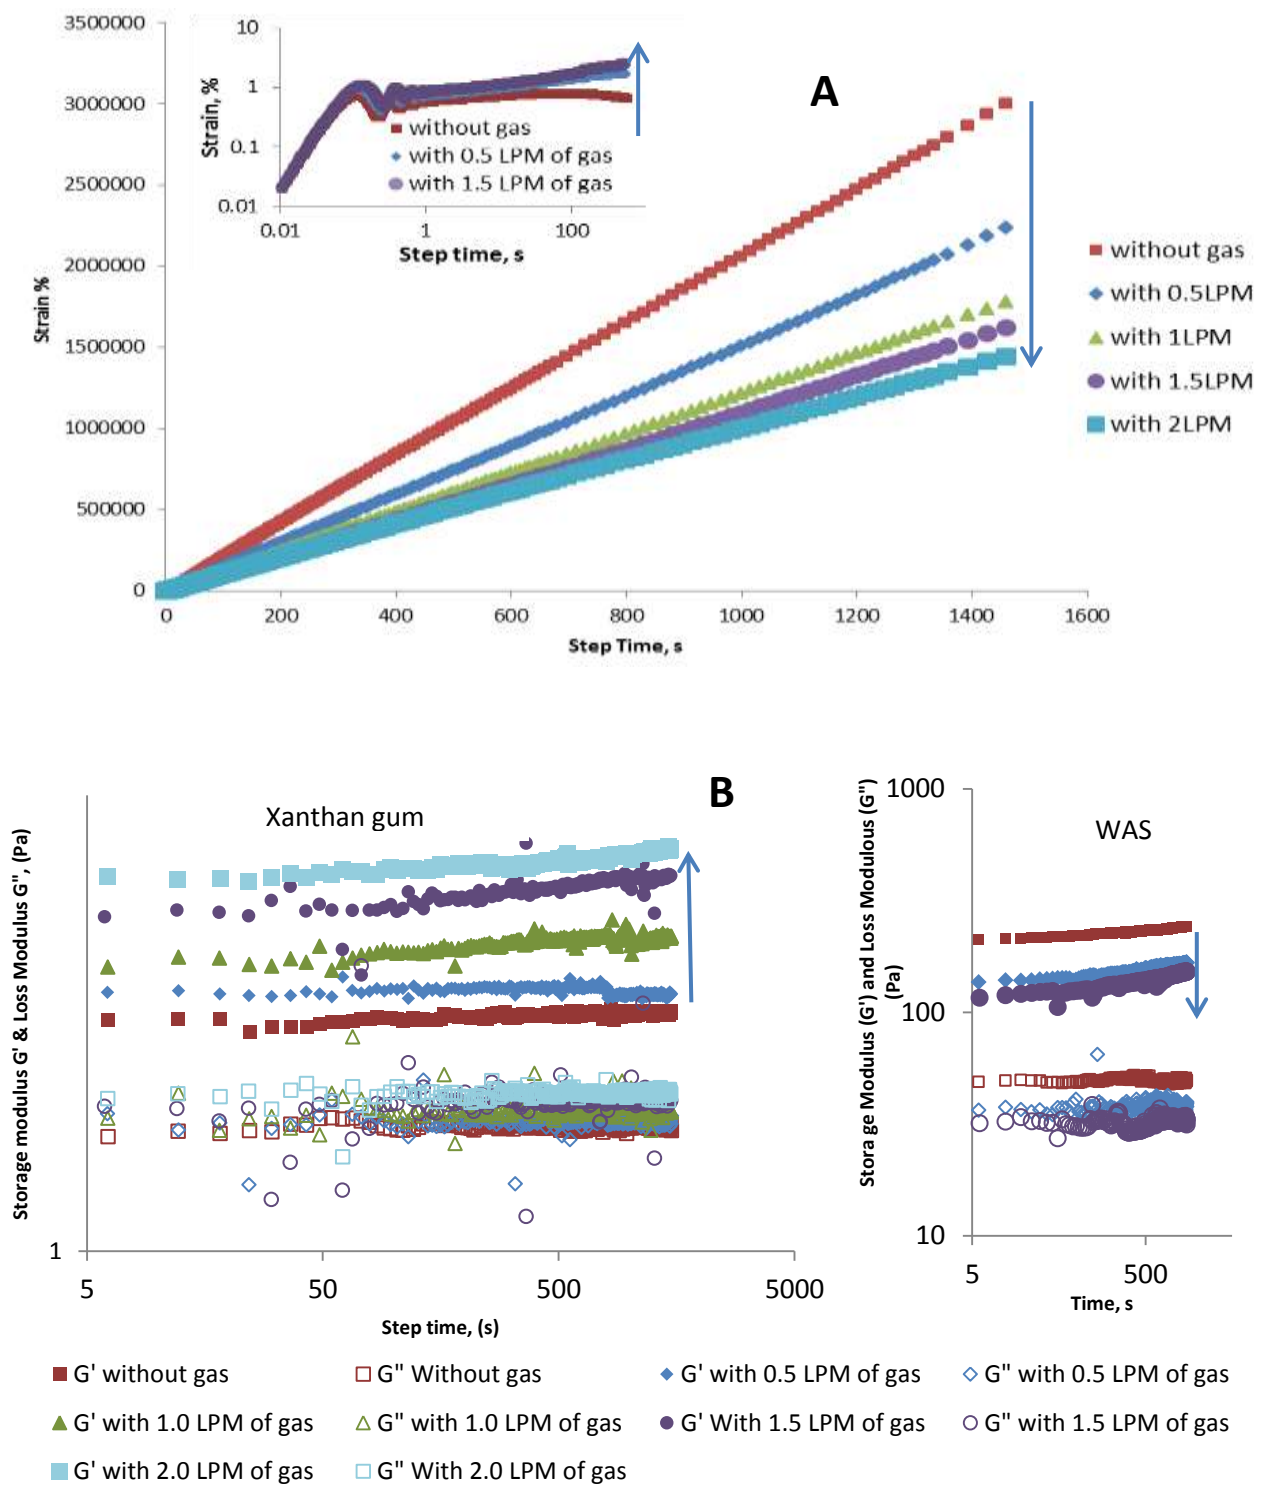 3500000
3000000
2500000
2000000
1500000
1000000
500000
0
Strain %
0 200 400 600 800 1000 1200 1400 1600
Step Time, s
A
10
1
0.1
0.01
Strain, %
0.01 1 100
Step time, s
without gas
with 0.5 LPM of gas
with 1.5 LPM of gas
without gas
with 0.5LPM
with 1LPM
with 1.5LPM
with 2LPM
B
Xanthan gum
Storage modulus G' & Loss Modulus G", (Pa)
1
5 50 500 5000
Step time, (s)
WAS
Stora ge Modulus (G') and Loss Modulous (G")
(Pa)
1000
100
10
5 500
Time, s
G' without gas G" Without gas G' with 0.5 LPM of gas G" with 0.5 LPM of gas
G' with 1.0 LPM of gas G" with 1.0 LPM of gas G' With 1.5 LPM of gas G" with 1.5 LPM of gas
G' with 2.0 LPM of gas G" With 2.0 LPM of gas